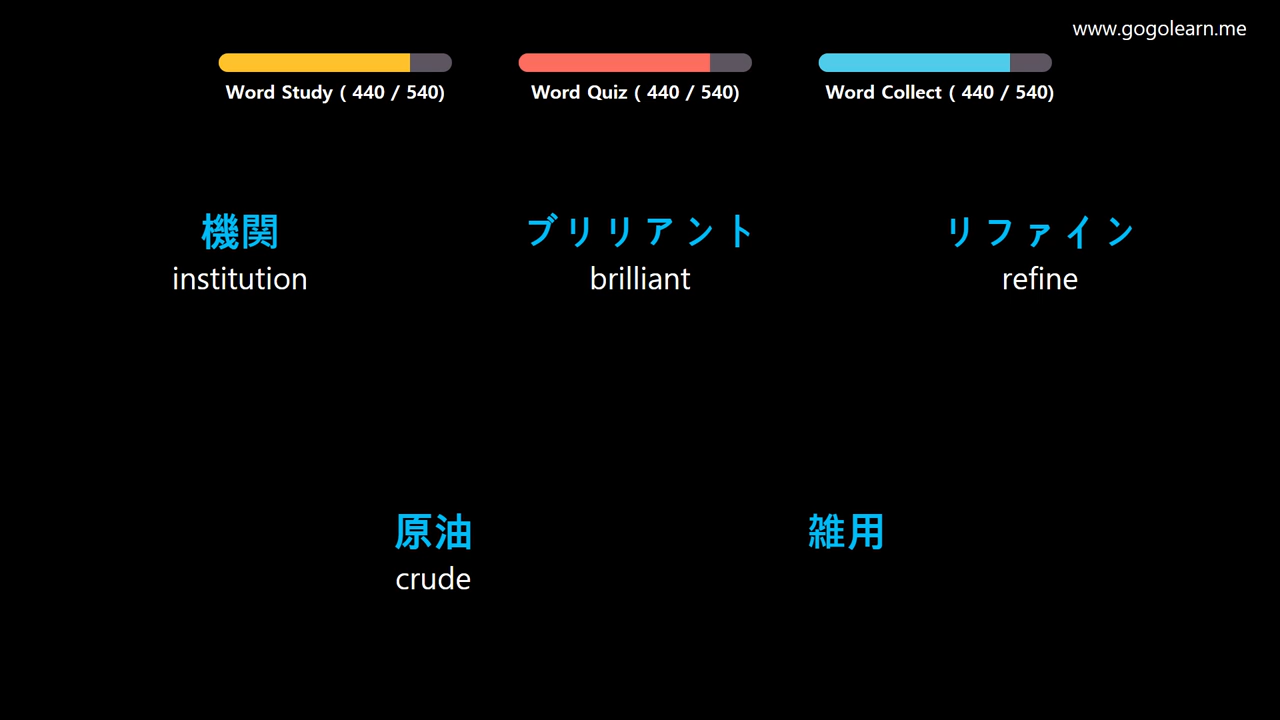 www.gogolearn.me
Word Study ( 440 / 540)
Word Quiz ( 440 / 540)
Word Collect ( 440 / 540)
機関
institution
ブリリアント
brilliant
リファイン
refine
原油
crude
雑用